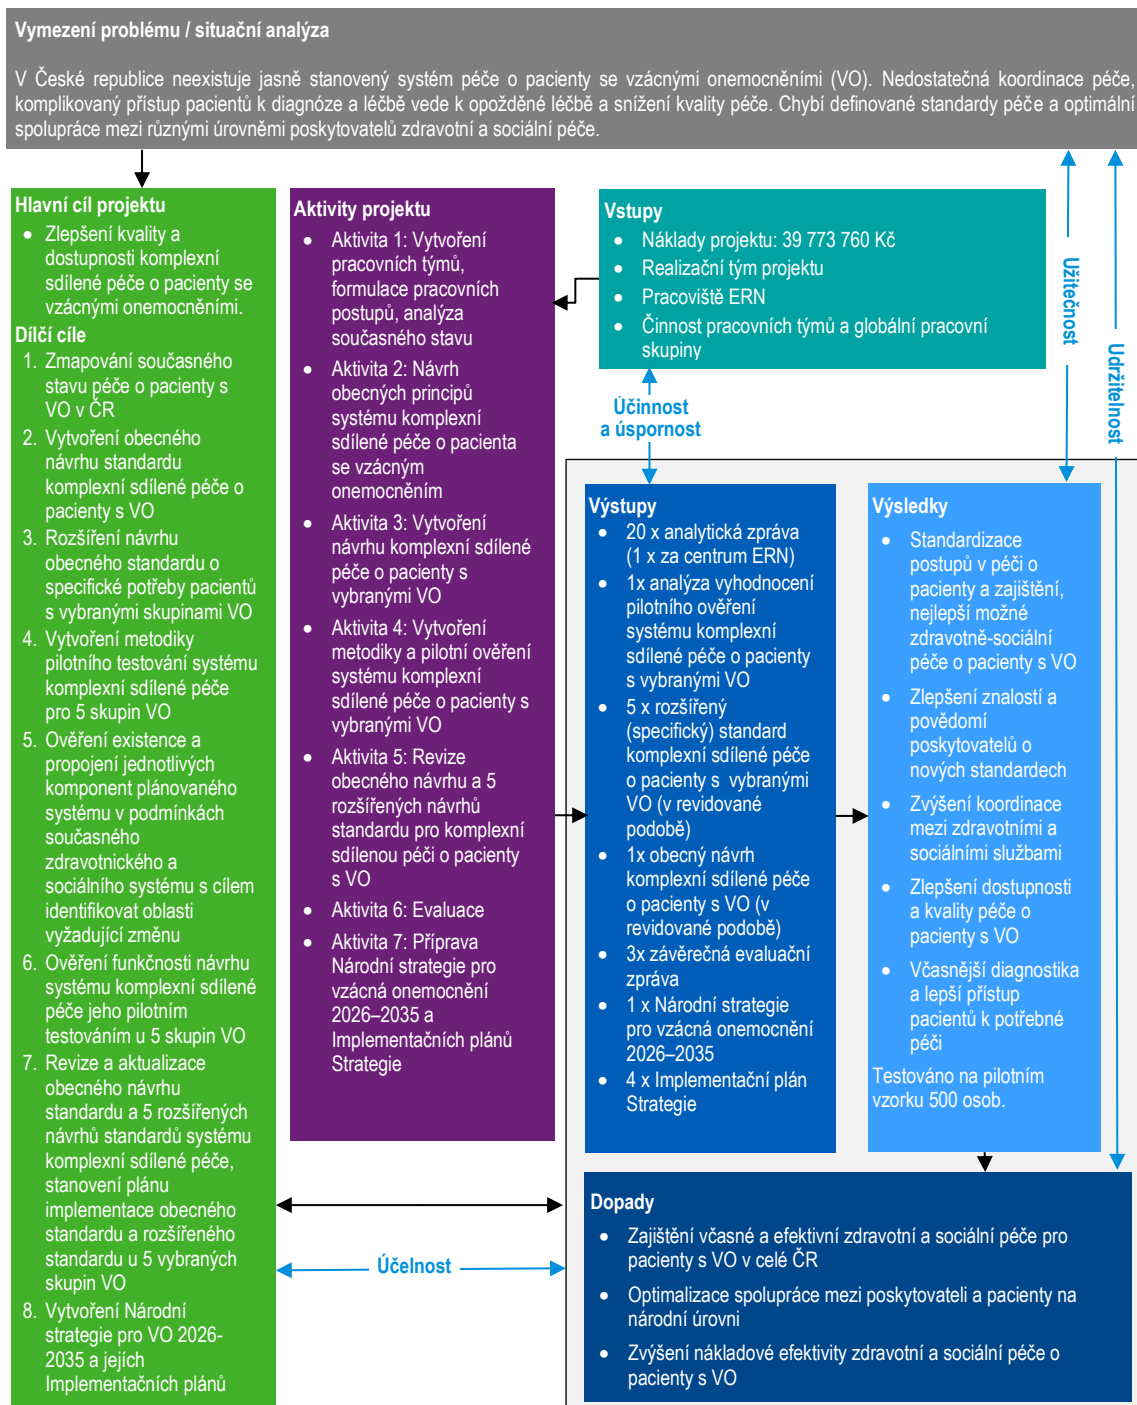 Vymezení problému / situační analýza
V České republice neexistuje jasně stanovený systém péče o pacienty se vzácnými onemocněními (VO). Nedostatečná koordinace péče,
komplikovaný přístup pacientů k diagnóze a léčbě vede k opožděné léčbě a snížení kvality péče. Chybí definované standardy péče a optimální
spolupráce mezi různými úrovněmi poskytovatelů zdravotní a sociální péče.
Hlavní cíl projektu
• Zlepšení kvality a
dostupnosti komplexní
sdílené péče o pacienty se
vzácnými onemocněními.
Dílčí cíle
1. Zmapování současného
stavu péče o pacienty s
VO v ČR
2. Vytvoření obecného
návrhu standardu
komplexní sdílené péče o
pacienty s VO
3. Rozšíření návrhu
obecného standardu o
specifické potřeby pacientů
s vybranými skupinami VO
4. Vytvoření metodiky
pilotního testování systému
komplexní sdílené péče
pro 5 skupin VO
5. Ověření existence a
propojení jednotlivých
komponent plánovaného
systému v podmínkách
současného
zdravotnického a
sociálního systému s cílem
identifikovat oblasti
vyžadující změnu
6. Ověření funkčnosti návrhu
systému komplexní sdílené
péče jeho pilotním
testováním u 5 skupin VO
7. Revize a aktualizace
obecného návrhu
standardu a 5 rozšířených
návrhů standardů systému
komplexní sdílené péče,
stanovení plánu
implementace obecného
standardu a rozšířeného
standardu u 5 vybraných
skupin VO
8. Vytvoření Národní
strategie pro VO 2026-
2035 a jejích
Implementačních plánů
Aktivity projektu
• Aktivita 1: Vytvoření
pracovních týmů,
formulace pracovních
postupů, analýza
současného stavu
• Aktivita 2: Návrh
obecných principů
systému komplexní
sdílené péče o pacienta
se vzácným
onemocněním
• Aktivita 3: Vytvoření
návrhu komplexní sdílené
péče o pacienty s
vybranými VO
• Aktivita 4: Vytvoření
metodiky a pilotní ověření
systému komplexní
sdílené péče o pacienty s
vybranými VO
• Aktivita 5: Revize
obecného návrhu a 5
rozšířených návrhů
standardu pro komplexní
sdílenou péči o pacienty
s VO
• Aktivita 6: Evaluace
• Aktivita 7: Příprava
Národní strategie pro
vzácná onemocnění
2026–2035 a
Implementačních plánů
Strategie
Vstupy
• Náklady projektu: 39 773 760 Kč
• Realizační tým projektu
• Pracoviště ERN
• Činnost pracovních týmů a globální pracovní
skupiny
Účinnost
a úspornost
Užitečnost
Udržitelnost
Výstupy
• 20 x analytická zpráva
(1 x za centrum ERN)
• 1x analýza vyhodnocení
pilotního ověření
systému komplexní
sdílené péče o pacienty
s vybranými VO
• 5 x rozšířený
(specifický) standard
komplexní sdílené péče
o pacienty s vybranými
VO (v revidované
podobě)
• 1x obecný návrh
komplexní sdílené péče
o pacienty s VO (v
revidované podobě)
• 3x závěrečná evaluační
zpráva
• 1 x Národní strategie
pro vzácná onemocnění
2026–2035
• 4 x Implementační plán
Strategie
Výsledky
• Standardizace
postupů v péči o
pacienty a zajištění,
nejlepší možné
zdravotně-sociální
péče o pacienty s VO
• Zlepšení znalostí a
povědomí
poskytovatelů o
nových standardech
• Zvýšení koordinace
mezi zdravotními a
sociálními službami
• Zlepšení dostupnosti
a kvality péče o
pacienty s VO
• Včasnější diagnostika
a lepší přístup
pacientů k potřebné
péči
Testováno na pilotním
vzorku 500 osob.
Účelnost
Dopady
• Zajištění včasné a efektivní zdravotní a sociální péče pro
pacienty s VO v celé ČR
• Optimalizace spolupráce mezi poskytovateli a pacienty na
národní úrovni
• Zvýšení nákladové efektivity zdravotní a sociální péče o
pacienty s VO